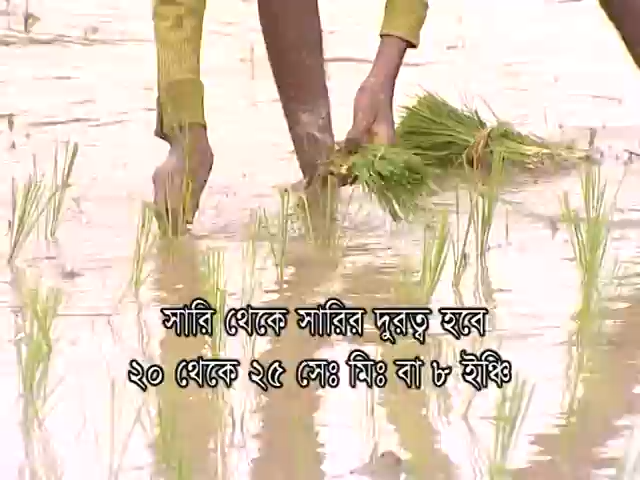 সারি থেকে সারির দুরত্ব হবে
২০ থেকে ২৫ সেঃ মিঃ বা ৮ ইঞ্চি